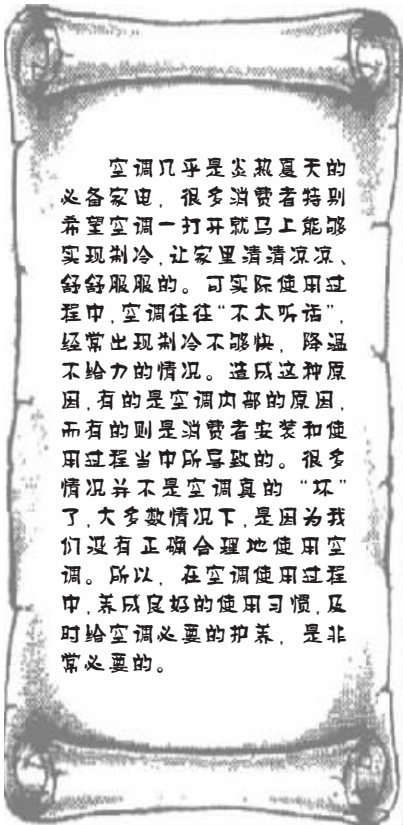 空调几乎是炎热夏天的
必备家电，很多消费者特别
希望空调一打开就马上能够
实现制冷，让家里清清凉凉、
舒舒服服的。可实际使用过
程中，空调往往“不太听话”，
经常出现制冷不够快，降温
不给力的情况。造成这种原
因，有的是空调内部的原因，
而有的则是消费者安装和使
用过程当中所导致的。很多
情况并不是空调真的“坏”
了，大多数情况下，是因为我
们没有正确合理地使用空
调。所以，在空调使用过程
中，养成良好的使用习惯，及
时给空调必要的护养，是非
常必要的。